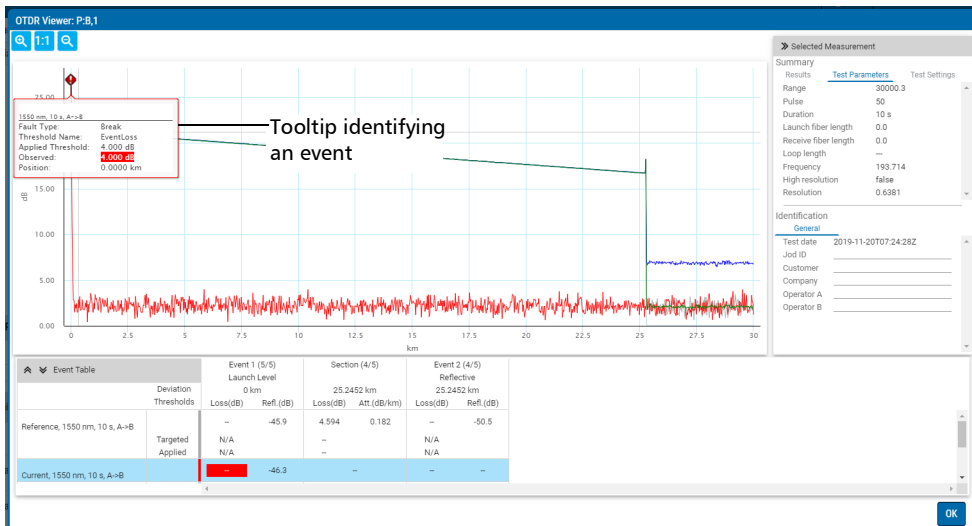 OTDR Viewer: P:B,1
1:1
25.00
15.00
10.00
5.00
0.00
dB
0 2.5 5 7.5 10 12.5 15 17.5 20 22.5 25 27.5 30
km
1550 nm, 10 s, A->B
Fault Type: Break
Threshold Name: EventLoss
Applied Threshold: 4.000 dB
Observed: 4.000 dB
Position: 0.0000 km
Tooltip identifying
an event
Selected Measurement
Summary
Results Test Parameters Test Settings
Range 30000.3
Pulse 50
Duration 10 s
Launch fiber length 0.0
Receive fiber length 0.0
Loop length —
Frequency 193.714
High resolution false
Resolution 0.6381
Identification
General
Test date 2019-11-20T07:24:28Z
Jod ID
Customer
Company
Operator A
Operator B
Event Table Event 1 (5/5) Section (4/5) Event 2 (4/5)
Launch Level Reflective
Deviation 0 km 25.2452 km 25.2452 km
Thresholds Loss(dB) Refl.(dB) Loss(dB) Att.(dB/km) Loss(dB) Refl.(dB)
Reference, 1550 nm, 10 s, A->B -- -45.9 4.594 0.182 -- -50.5
Targeted N/A -- N/A
Applied N/A -- N/A
Current, 1550 nm, 10 s, A->B -- -46.3 -- -- --
OK